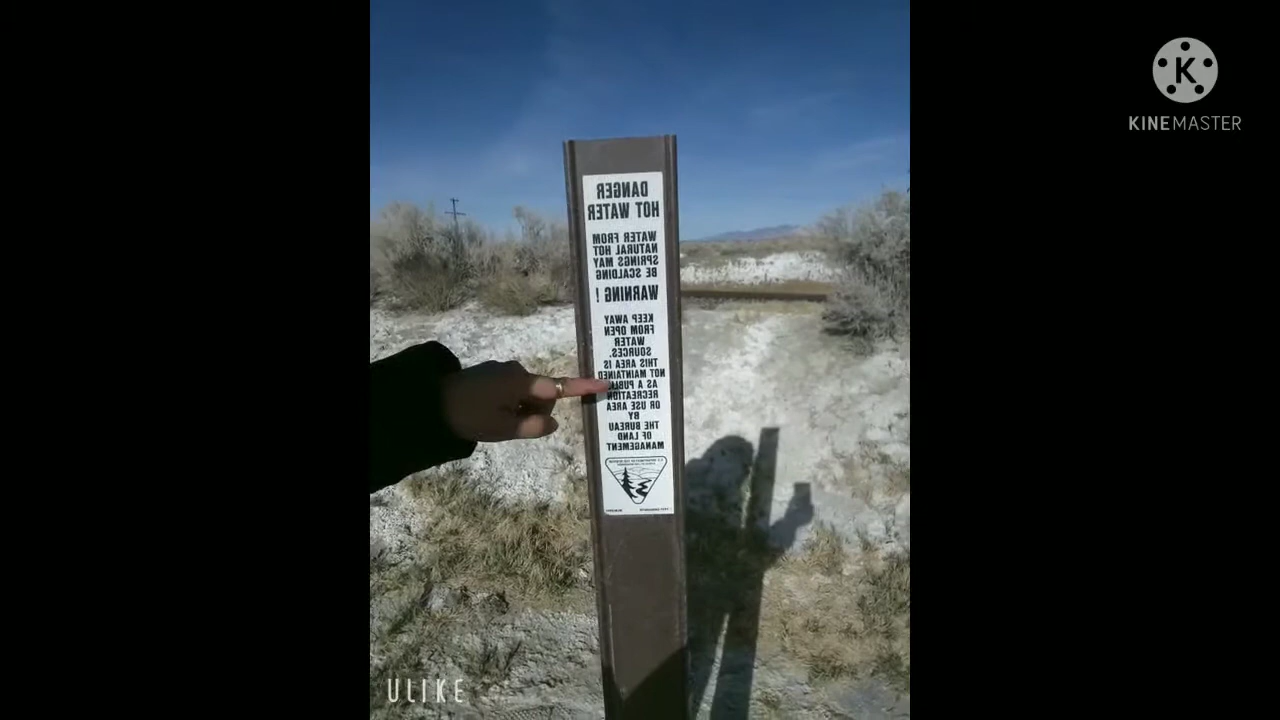 DANGER
HOT WATER
WATER FROM
NATURAL HOT
SPRINGS MAY
BE SCALDING
WARNING !
KEEP AWAY
FROM OPEN
WATER
SOURCES.
THIS AREA IS
NOT MAINTAINED
AS A PUBLIC
RECREATION
OR USE AREA
BY
THE BUREAU
OF LAND
MANAGEMENT
K
KINEMASTER
ULIKE